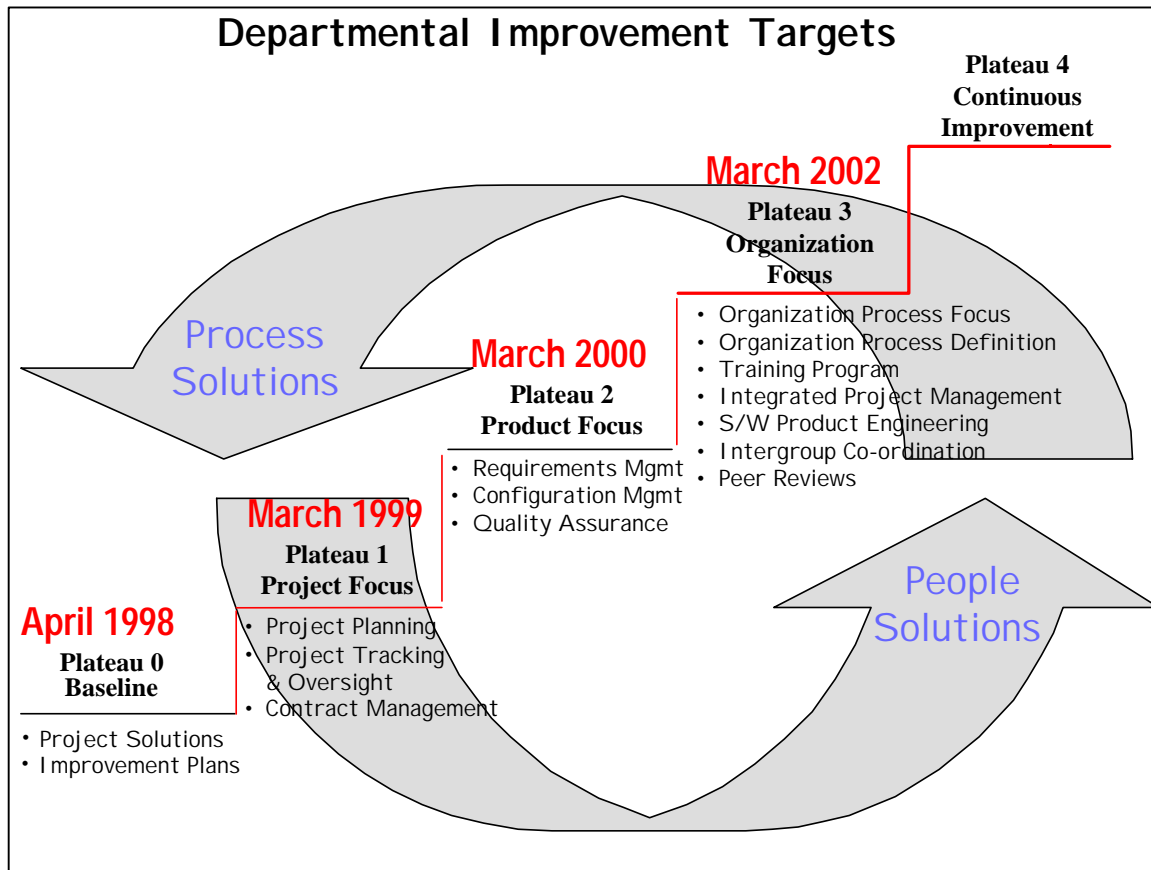 Departmental Improvement Targets
Plateau 4
Continuous
Improvement
March 2002
Plateau 3
Organization
Focus
• Organization Process Focus
• Organization Process Definition
• Training Program
• Integrated Project Management
• S/W Product Engineering
• Intergroup Co-ordination
• Peer Reviews
Process
Solutions
March 2000
Plateau 2
Product Focus
• Requirements Mgmt
• Configuration Mgmt
• Quality Assurance
March 1999
Plateau 1
Project Focus
• Project Planning
• Project Tracking
& Oversight
• Contract Management
People
Solutions
April 1998
Plateau 0
Baseline
• Project Solutions
• Improvement Plans